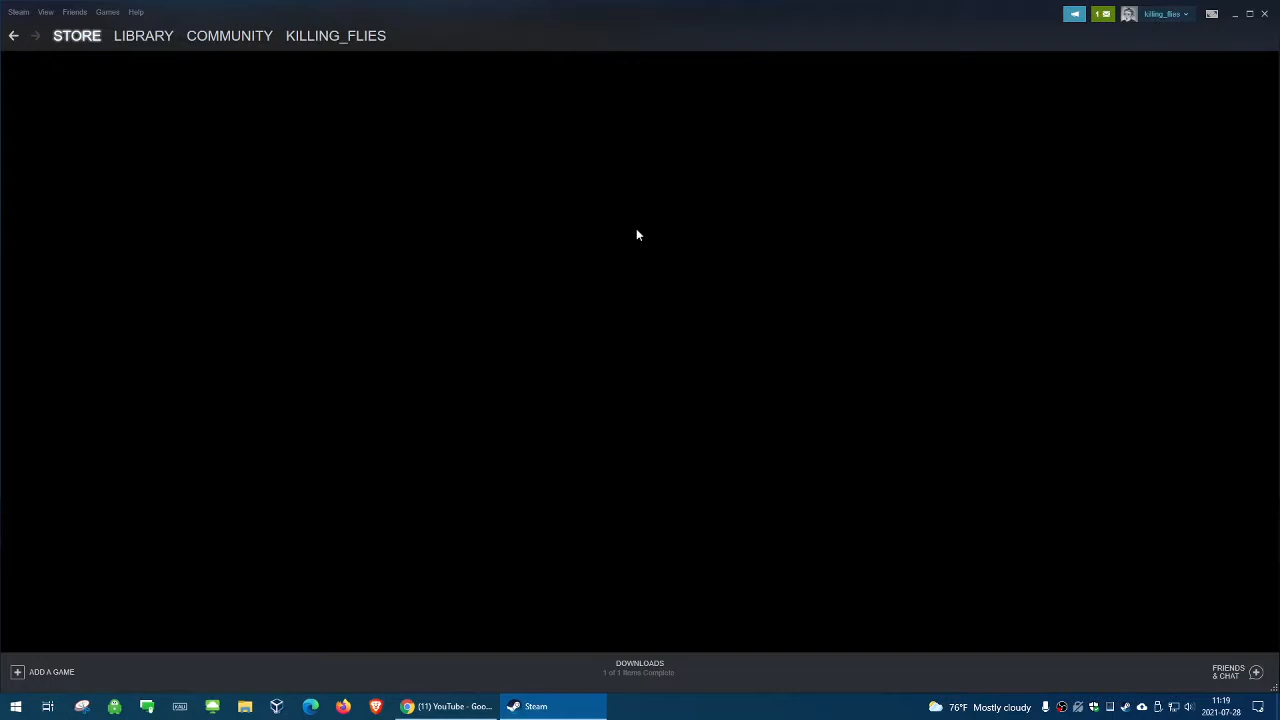 Steam View Friends Games Help
1
killing_flies
STORE LIBRARY COMMUNITY KILLING_FLIES
DOWNLOADS
1 of 1 Items Complete
ADD A GAME
FRIENDS
& CHAT
(11) YouTube - Goo...
Steam
76°F Mostly cloudy
11:19
2021-07-28